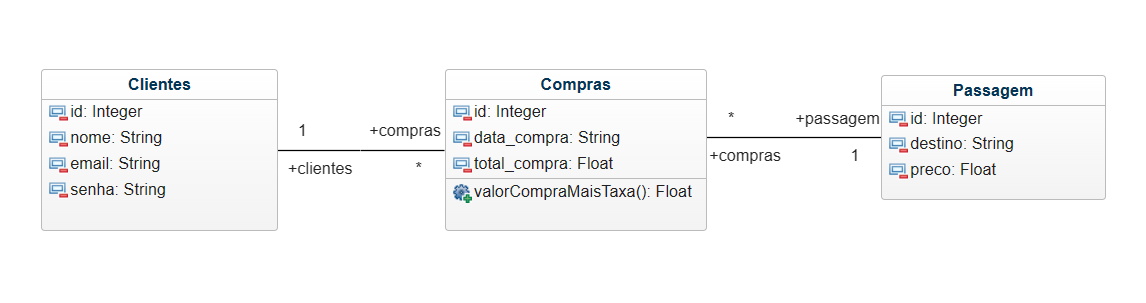 Clientes
id: Integer
nome: String
email: String
senha: String
1
+compras
+clientes
*
Compras
id: Integer
data_compra: String
total_compra: Float
valorCompraMaisTaxa(): Float
*
+passagem
+compras
1
Passagem
id: Integer
destino: String
preco: Float